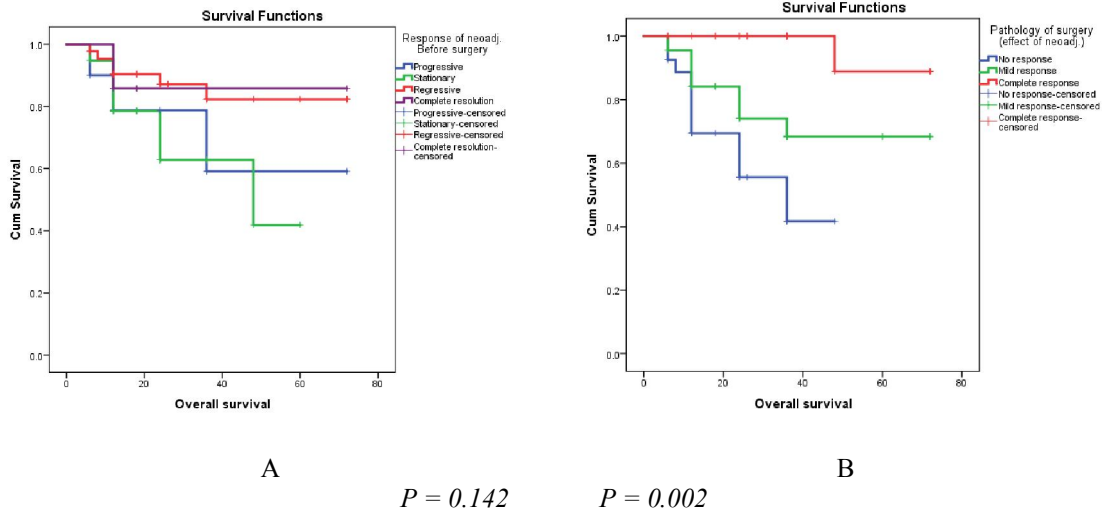 Survival Functions
Response of neoadj.
Before surgery
Progressive
Stationary
Regressive
Complete resolution
Progressive-censored
Stationary-censored
Regressive-censored
Complete resolution-
censored
Cum Survival
1.0
0.8
0.6
0.4
0.2
0.0
0 20 40 60 80
Overall survival
A
Survival Functions
Pathology of surgery
(effect of neoadj.)
No response
Mild response
Complete response
No response-censored
Mild response-censored
Complete response-
censored
Cum Survival
1.0
0.8
0.6
0.4
0.2
0.0
0 20 40 60 80
Overall survival
B
P = 0.142 P = 0.002